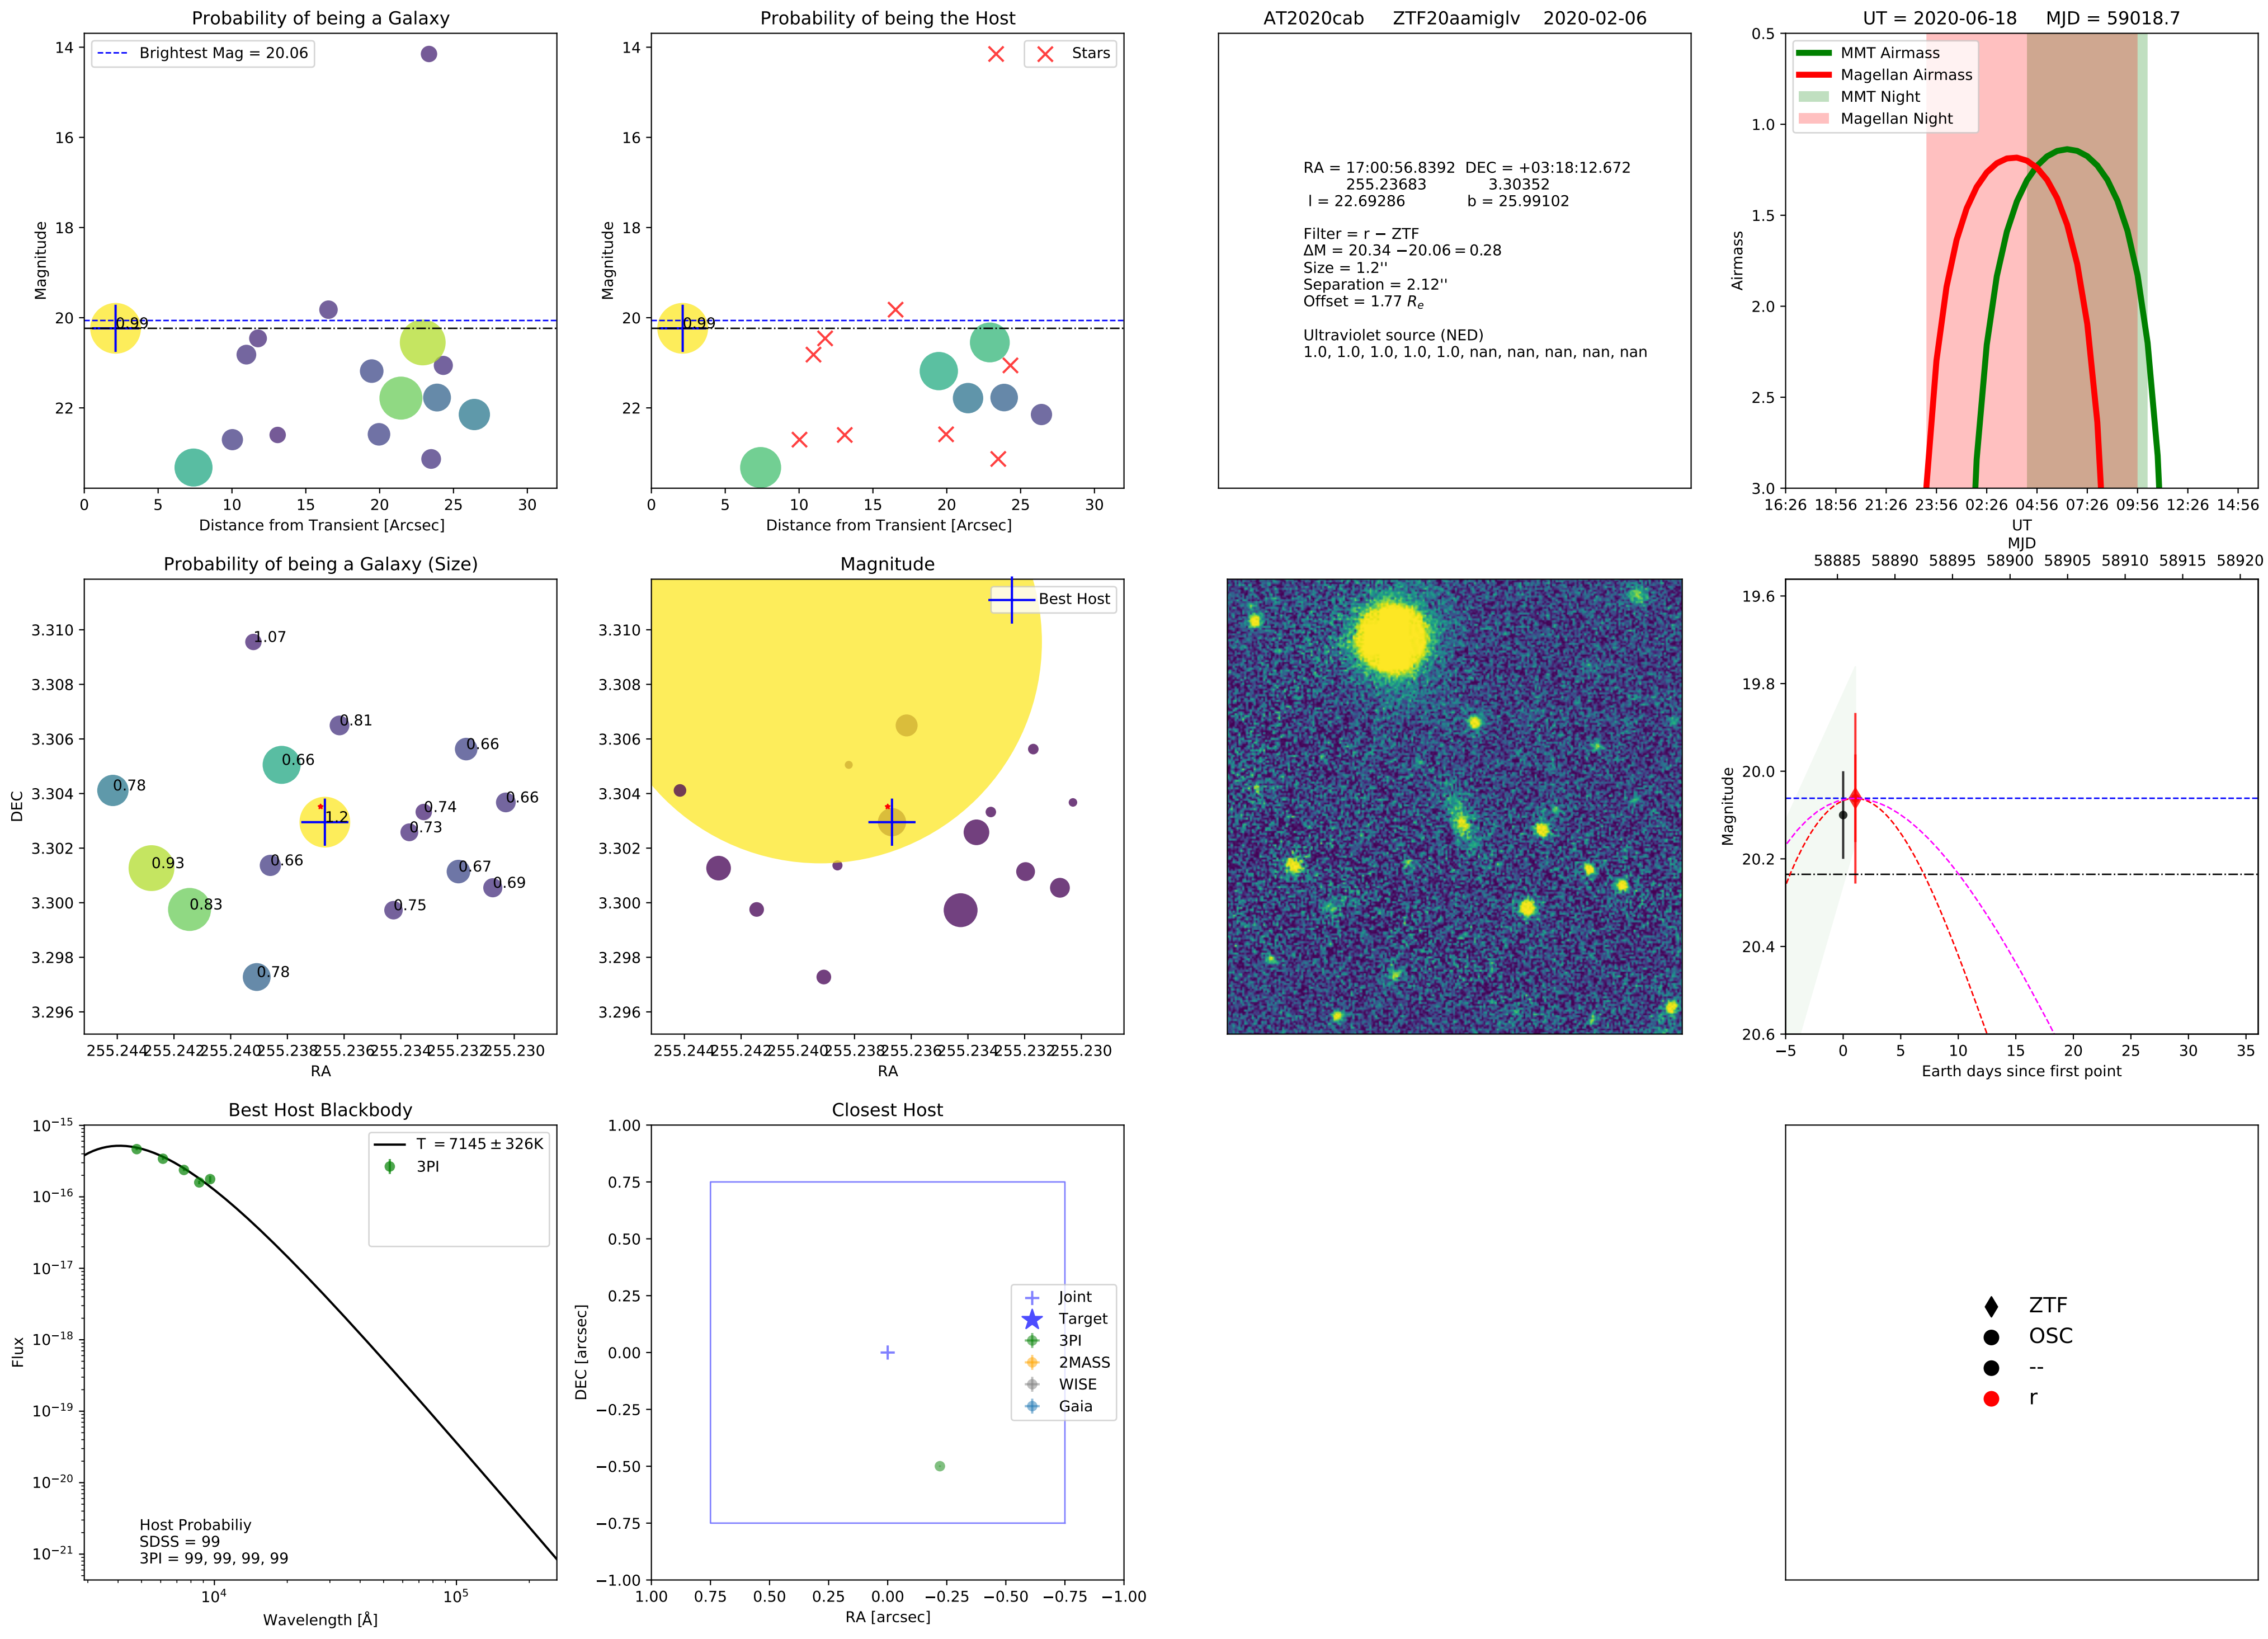 Probability of being a Galaxy
Brightest Mag = 20.06
0.99
Magnitude
14
16
18
20
22
0 5 10 15 20 25 30
Distance from Transient [Arcsec]
Probability of being the Host
Stars
0.99
Magnitude
14
16
18
20
22
0 5 10 15 20 25 30
Distance from Transient [Arcsec]
AT2020cab ZTF20aamiglv 2020-02-06
RA = 17:00:56.8392 DEC = +03:18:12.672
255.23683 3.30352
l = 22.69286 b = 25.99102
Filter = r − ZTF
ΔM = 20.34 −20.06 = 0.28
Size = 1.2''
Separation = 2.12''
Offset = 1.77 Re
Ultraviolet source (NED)
1.0, 1.0, 1.0, 1.0, 1.0, nan, nan, nan, nan, nan
UT = 2020-06-18 MJD = 59018.7
MMT Airmass
Magellan Airmass
MMT Night
Magellan Night
Airmass
0.5
1.0
1.5
2.0
2.5
3.0
16:26 18:56 21:26 23:56 02:26 04:56 07:26 09:56 12:26 14:56
UT
Probability of being a Galaxy (Size)
1.07
0.81
0.66
0.66
0.78
0.66
0.74
1.2
0.73
0.93
0.66
0.67
0.69
0.83
0.75
0.78
DEC
3.310
3.308
3.306
3.304
3.302
3.300
3.298
3.296
255.244 255.242 255.240 255.238 255.236 255.234 255.232 255.230
RA
Magnitude
Best Host
3.310
3.308
3.306
3.304
3.302
3.300
3.298
3.296
255.244 255.242 255.240 255.238 255.236 255.234 255.232 255.230
RA
MJD
58885 58890 58895 58900 58905 58910 58915 58920
Magnitude
19.6
19.8
20.0
20.2
20.4
20.6
−5 0 5 10 15 20 25 30 35
Earth days since first point
Best Host Blackbody
T = 7145 ± 326K
3PI
Flux
10−15
10−16
10−17
10−18
10−19
10−20
10−21
Host Probabiliy
SDSS = 99
3PI = 99, 99, 99, 99
104 105
Wavelength [Å]
Closest Host
Joint
Target
3PI
2MASS
WISE
Gaia
DEC [arcsec]
1.00
0.75
0.50
0.25
0.00
−0.25
−0.50
−0.75
−1.00
1.00 0.75 0.50 0.25 0.00 −0.25 −0.50 −0.75 −1.00
RA [arcsec]
ZTF
OSC
--
r